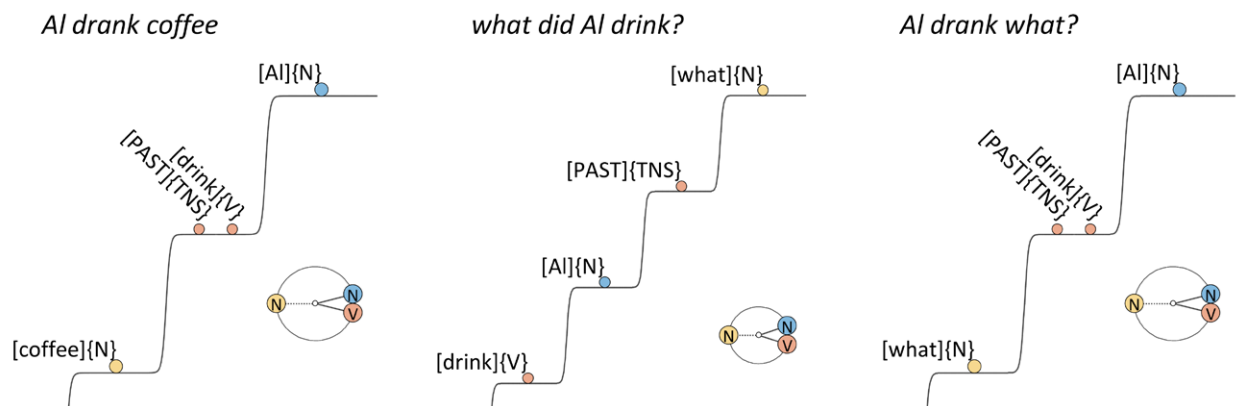 Al drank coffee
[Al]{N}
[drink]{V}
[PAST]{TNS}
N
N
V
[coffee]{N}
what did Al drink?
[what]{N}
[PAST]{TNS}
[Al]{N}
N
N
V
[drink]{V}
Al drank what?
[Al]{N}
[drink]{V}
[PAST]{TNS}
N
N
V
[what]{N}